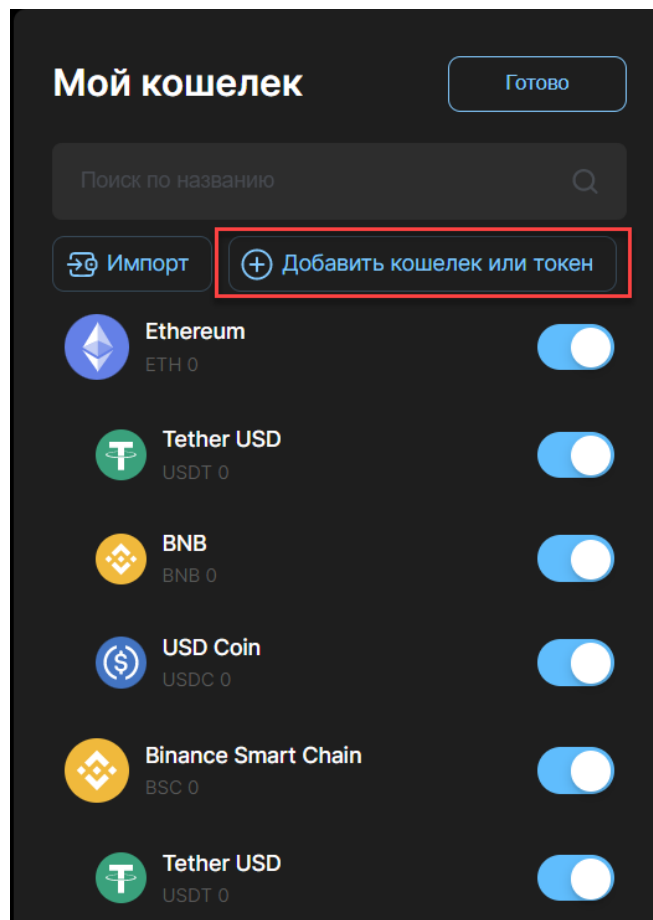 Мой кошелек
Готово
Поиск по названию
Импорт
Добавить кошелек или токен
Ethereum
ETH 0
Tether USD
USDT 0
BNB
BNB 0
USD Coin
USDC 0
Binance Smart Chain
BSC 0
Tether USD
USDT 0